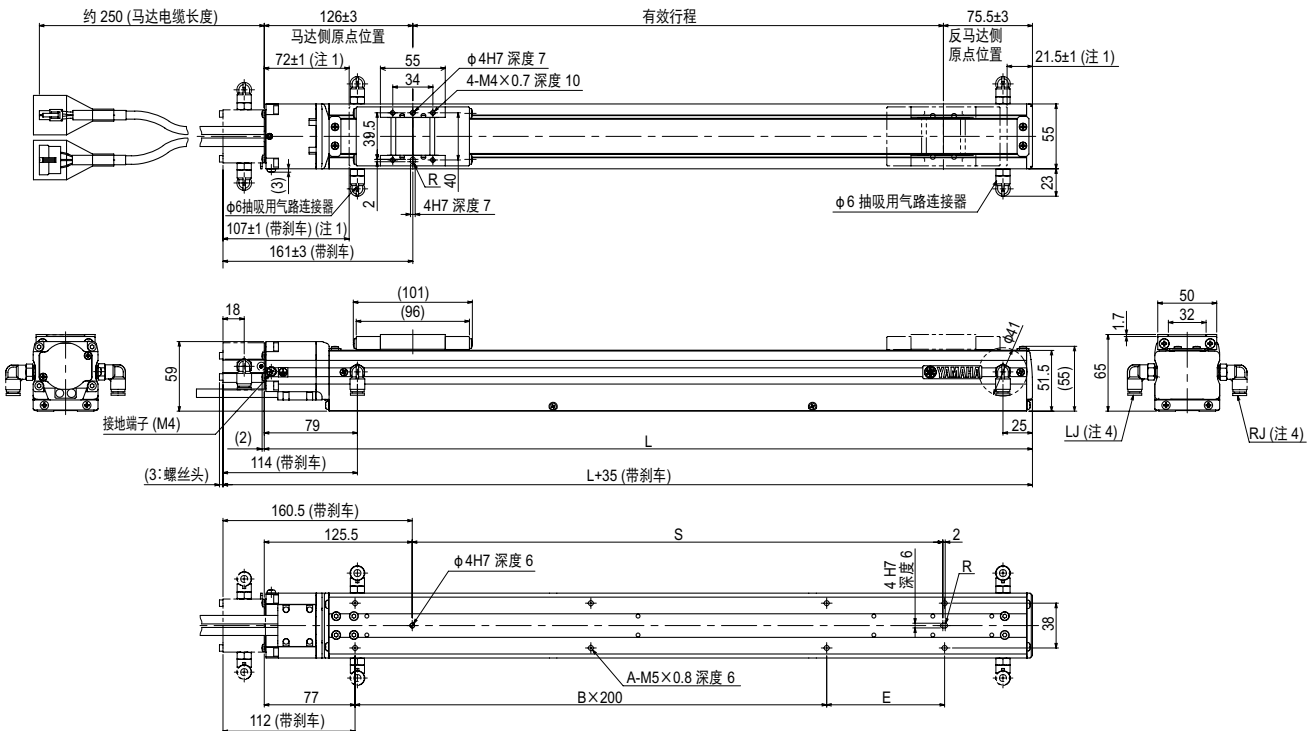 约 250 (马达电缆长度)
126±3
马达侧原点位置
有效行程
75.5±3
反马达侧
原点位置
72±1 (注 1)
21.5±1 (注 1)
55
34
φ4H7 深度 7
4-M4×0.7 深度 10
39.5
40
2
R
4H7 深度 7
(3)
φ6抽吸用气路连接器
107±1 (带刹车) (注 1)
161±3 (带刹车)
55
23
φ6 抽吸用气路连接器
(101)
(96)
18
59
接地端子 (M4)
(2)
79
114 (带刹车)
(3:螺丝头)
L
L+35 (带刹车)
YAMAHA
φ41
51.5
(55)
25
50
32
1.7
65
LJ (注 4)
RJ (注 4)
160.5 (带刹车)
125.5
S
2
φ4H7 深度 6
4 H7
深度 6
R
38
A-M5×0.8 深度 6
77
B×200
E
112 (带刹车)